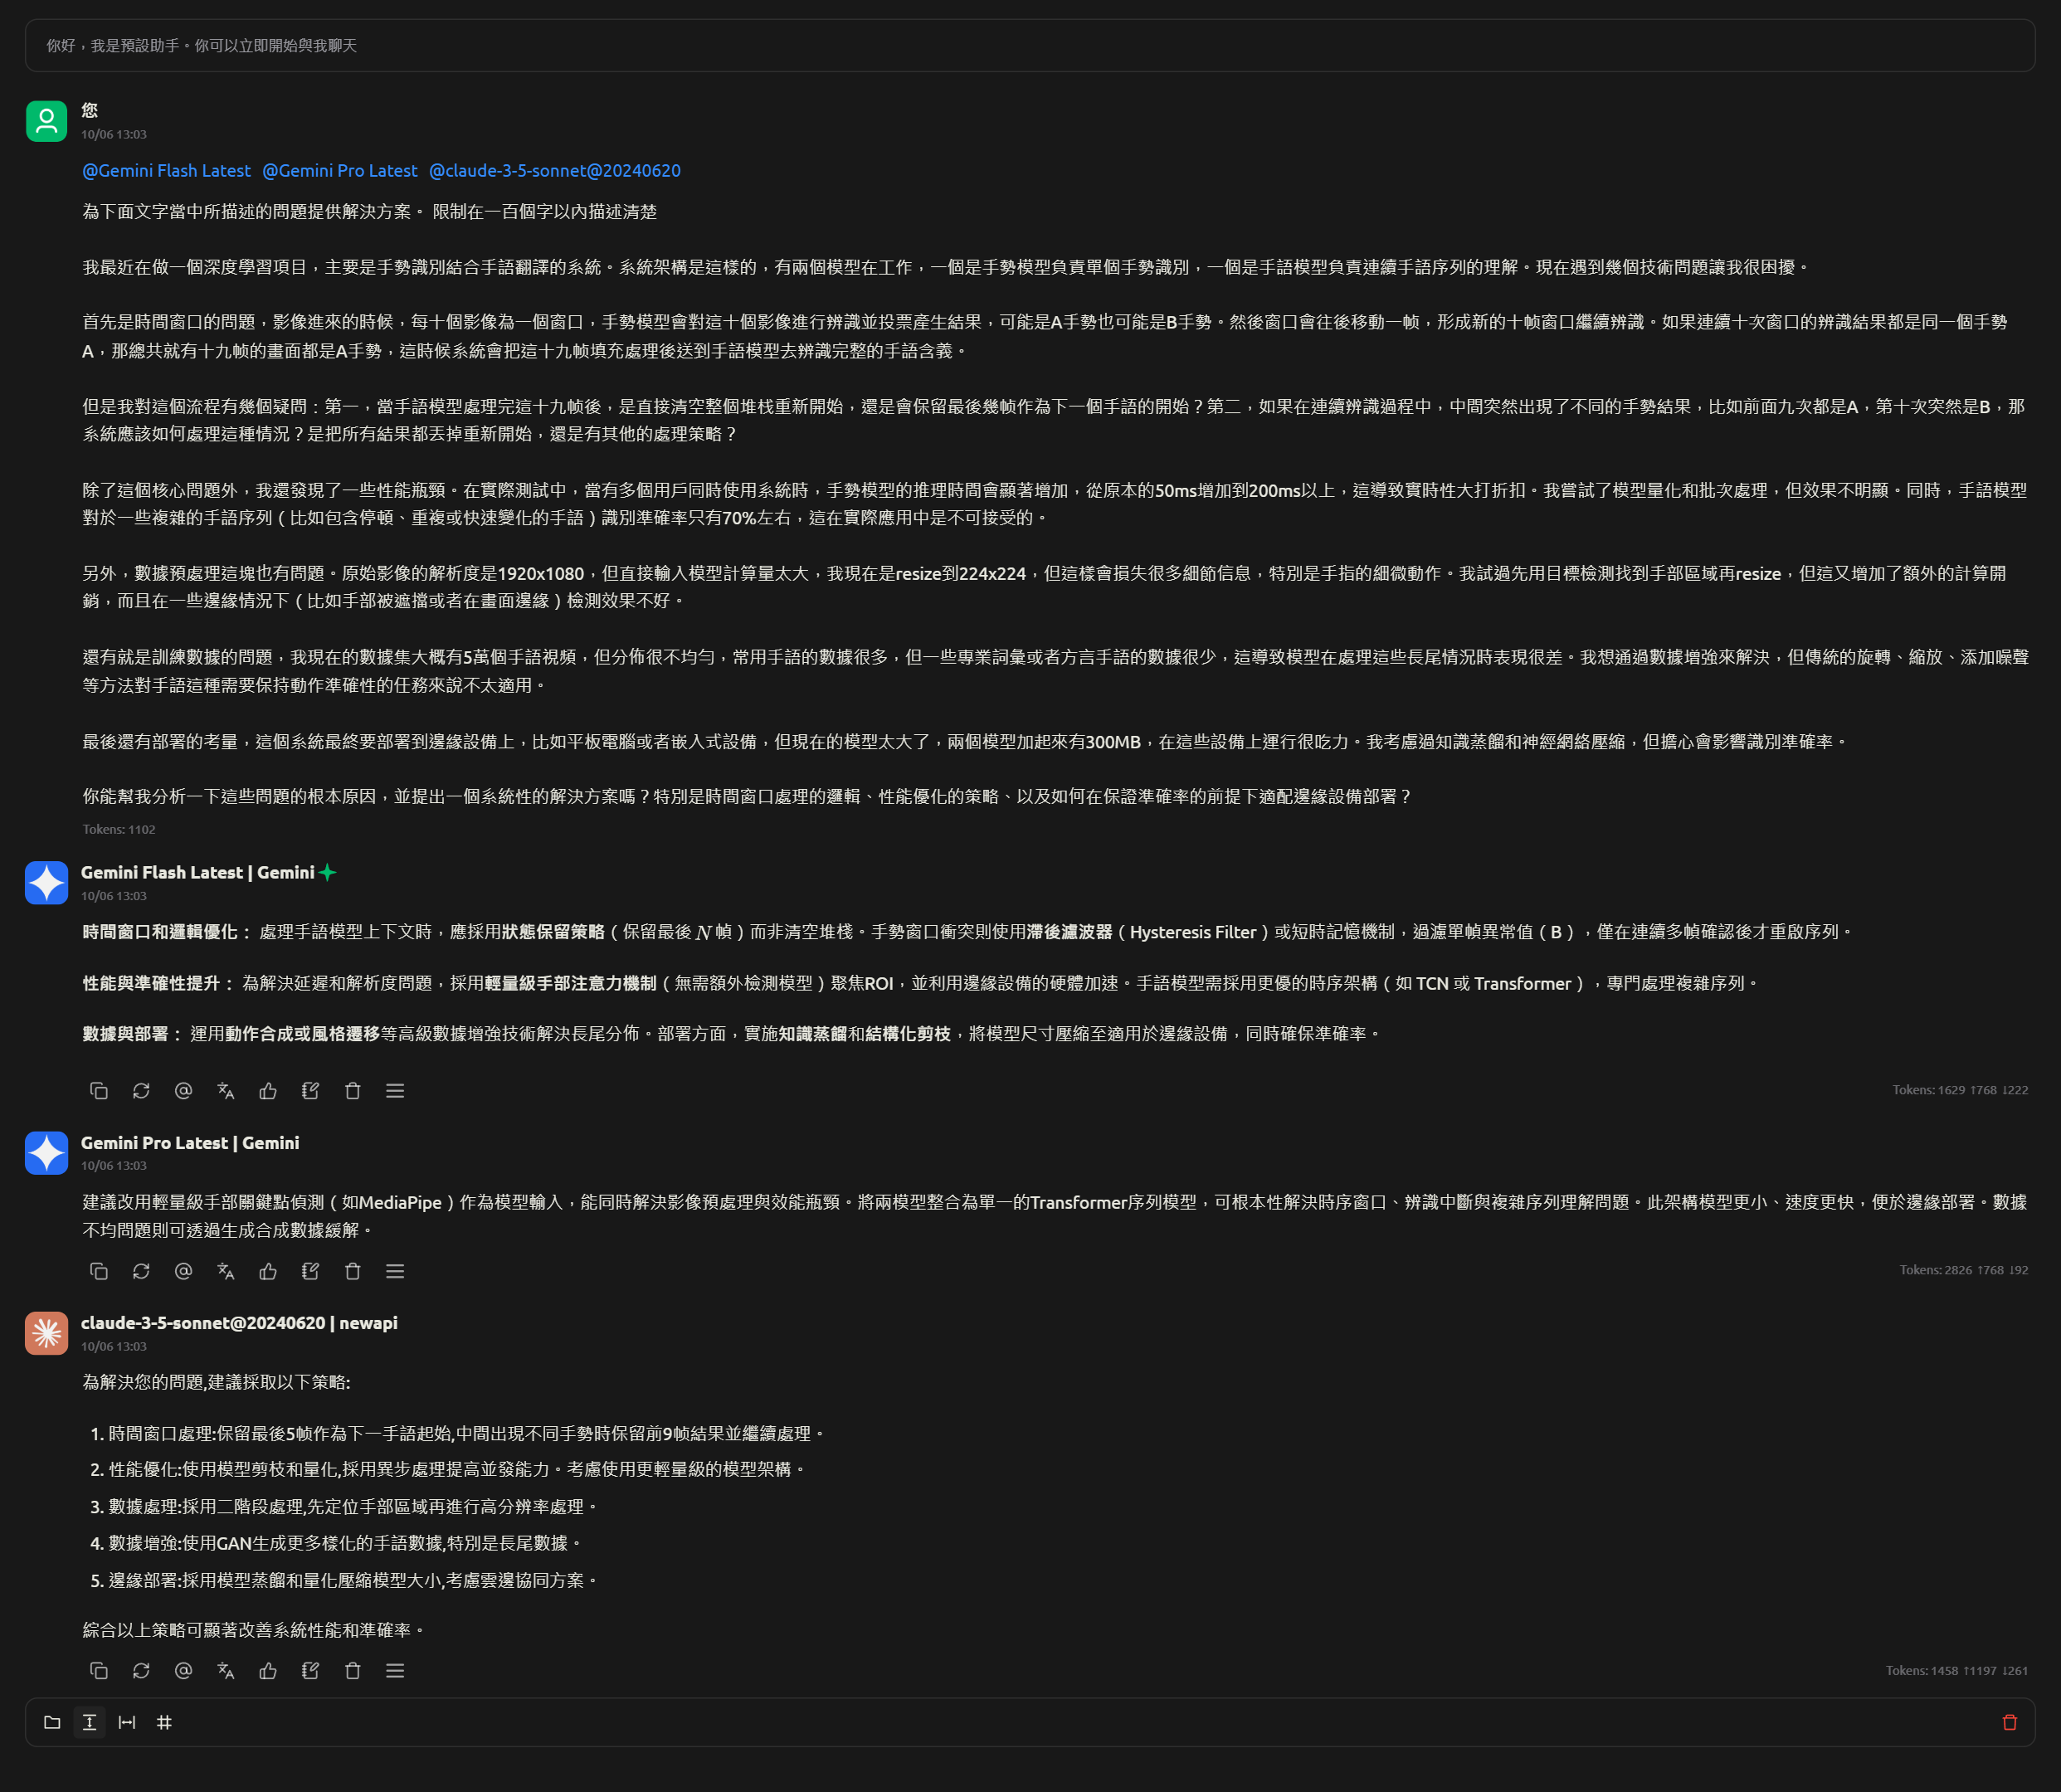 你好，我是預設助手。你可以立即開始與我聊天
您
10/06 13:03
@Gemini Flash Latest @Gemini Pro Latest @claude-3-5-sonnet@20240620
為下面文字當中所描述的問題提供解決方案。 限制在一百個字以內描述清楚
我最近在做一個深度學習項目，主要是手勢識別結合手語翻譯的系統。系統架構是這樣的，有兩個模型在工作，一個是手勢模型負責單個手勢識別，一個是手語模型負責連續手語序列的理解。現在遇到幾個技術問題讓我很困擾。
首先是時間窗口的問題，影像進來的時候，每十個影像為一個窗口，手勢模型會對這十個影像進行辨識並投票產生結果，可能是A手勢也可能是B手勢。然後窗口會往後移動一帧，形成新的十帧窗口繼續辨識。如果連續十次窗口的辨識結果都是同一個手勢
A，那總共就有十九帧的畫面都是A手勢，這時候系統會把這十九帧填充處理後送到手語模型去辨識完整的手語含義。
但是我對這個流程有幾個疑問：第一，當手語模型處理完這十九帧後，是直接清空整個堆栈重新開始，還是會保留最後幾帧作為下一個手語的開始？第二，如果在連續辨識過程中，中間突然出現了不同的手勢結果，比如前面九次都是A，第十次突然是B，那
系統應該如何處理這種情況？是把所有結果都丟掉重新開始，還是有其他的處理策略？
除了這個核心問題外，我還發現了一些性能瓶頸。在實際測試中，當有多個用戶同時使用系統時，手勢模型的推理時間會顯著增加，從原本的50ms增加到200ms以上，這導致實時性大打折扣。我嘗試了模型量化和批次處理，但效果不明顯。同時，手語模型
對於一些複雜的手語序列（比如包含停頓、重複或快速變化的手語）識別準確率只有70%左右，這在實際應用中是不可接受的。
另外，數據預處理這塊也有問題。原始影像的解析度是1920x1080，但直接輸入模型計算量太大，我現在是resize到224x224，但這樣會損失很多細節信息，特別是手指的細微動作。我試過先用目標檢測找到手部區域再resize，但這又增加了額外的計算開
銷，而且在一些邊緣情況下（比如手部被遮擋或者在畫面邊緣）檢測效果不好。
還有就是訓練數據的問題，我現在的數據集大概有5萬個手語視頻，但分佈很不均勻，常用手語的數據很多，但一些專業詞彙或者方言手語的數據很少，這導致模型在處理這些長尾情況時表現很差。我想通過數據增強來解決，但傳統的旋轉、縮放、添加噪聲
等方法對手語這種需要保持動作準確性的任務來說不太適用。
最後還有部署的考量，這個系統最終要部署到邊緣設備上，比如平板電腦或者嵌入式設備，但現在的模型太大了，兩個模型加起來有300MB，在這些設備上運行很吃力。我考慮過知識蒸餾和神經網絡壓縮，但擔心會影響識別準確率。
你能幫我分析一下這些問題的根本原因，並提出一個系統性的解決方案嗎？特別是時間窗口處理的邏輯、性能優化的策略、以及如何在保證準確率的前提下適配邊緣設備部署？
Tokens: 1102
Gemini Flash Latest | Gemini
10/06 13:03
時間窗口和邏輯優化： 處理手語模型上下文時，應採用狀態保留策略（保留最後 N 帧）而非清空堆栈。手勢窗口衝突則使用滯後濾波器（Hysteresis Filter）或短時記憶機制，過濾單帧異常值（B），僅在連續多帧確認後才重啟序列。
性能與準確性提升： 為解決延遲和解析度問題，採用輕量級手部注意力機制（無需額外檢測模型）聚焦ROI，並利用邊緣設備的硬體加速。手語模型需採用更優的時序架構（如 TCN 或 Transformer），專門處理複雜序列。
數據與部署： 運用動作合成或風格遷移等高級數據增強技術解決長尾分佈。部署方面，實施知識蒸餾和結構化剪枝，將模型尺寸壓縮至適用於邊緣設備，同時確保準確率。
Tokens: 1629 ↑768 ↓222
Gemini Pro Latest | Gemini
10/06 13:03
建議改用輕量級手部關鍵點偵測（如MediaPipe）作為模型輸入，能同時解決影像預處理與效能瓶頸。將兩模型整合為單一的Transformer序列模型，可根本性解決時序窗口、辨識中斷與複雜序列理解問題。此架構模型更小、速度更快，便於邊緣部署。數據
不均問題則可透過生成合成數據緩解。
Tokens: 2826 ↑768 ↓92
claude-3-5-sonnet@20240620 | newapi
10/06 13:03
為解決您的問題,建議採取以下策略:
1. 時間窗口處理:保留最後5帧作為下一手語起始,中間出現不同手勢時保留前9帧結果並繼續處理。
2. 性能優化:使用模型剪枝和量化,採用異步處理提高並發能力。考慮使用更輕量級的模型架構。
3. 數據處理:採用二階段處理,先定位手部區域再進行高分辨率處理。
4. 數據增強:使用GAN生成更多樣化的手語數據,特別是長尾數據。
5. 邊緣部署:採用模型蒸餾和量化壓縮模型大小,考慮雲邊協同方案。
綜合以上策略可顯著改善系統性能和準確率。
Tokens: 1458 ↑1197 ↓261